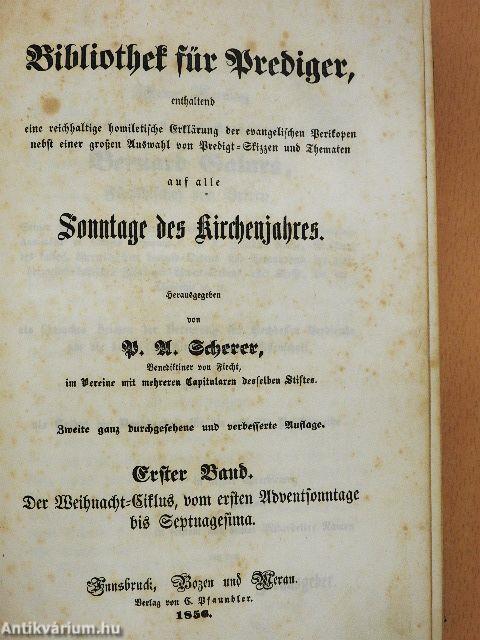 Bibliothek für Prediger,
enthaltend
eine reichhaltige homiletische Erklärung der evangelischen Perikopen
nebst einer großen Auswahl von Predigt-Skizzen und Thematen
auf alle
Sonntage des Kirchenjahres.
Herausgegeben
von
P. A. Scherer,
Benediktiner von Fiecht,
im Vereine mit mehreren Capitularen desselben Stiftes.
Zweite ganz durchgesehene und verbesserte Auflage.
Erster Band.
Der Weihnacht-Ciklus, vom ersten Adventsonntage
bis Septuagesima.
Innsbruck, Bozen und Meran.
Verlag von C. Pfaundler.
1856.
Antikvárium.hu